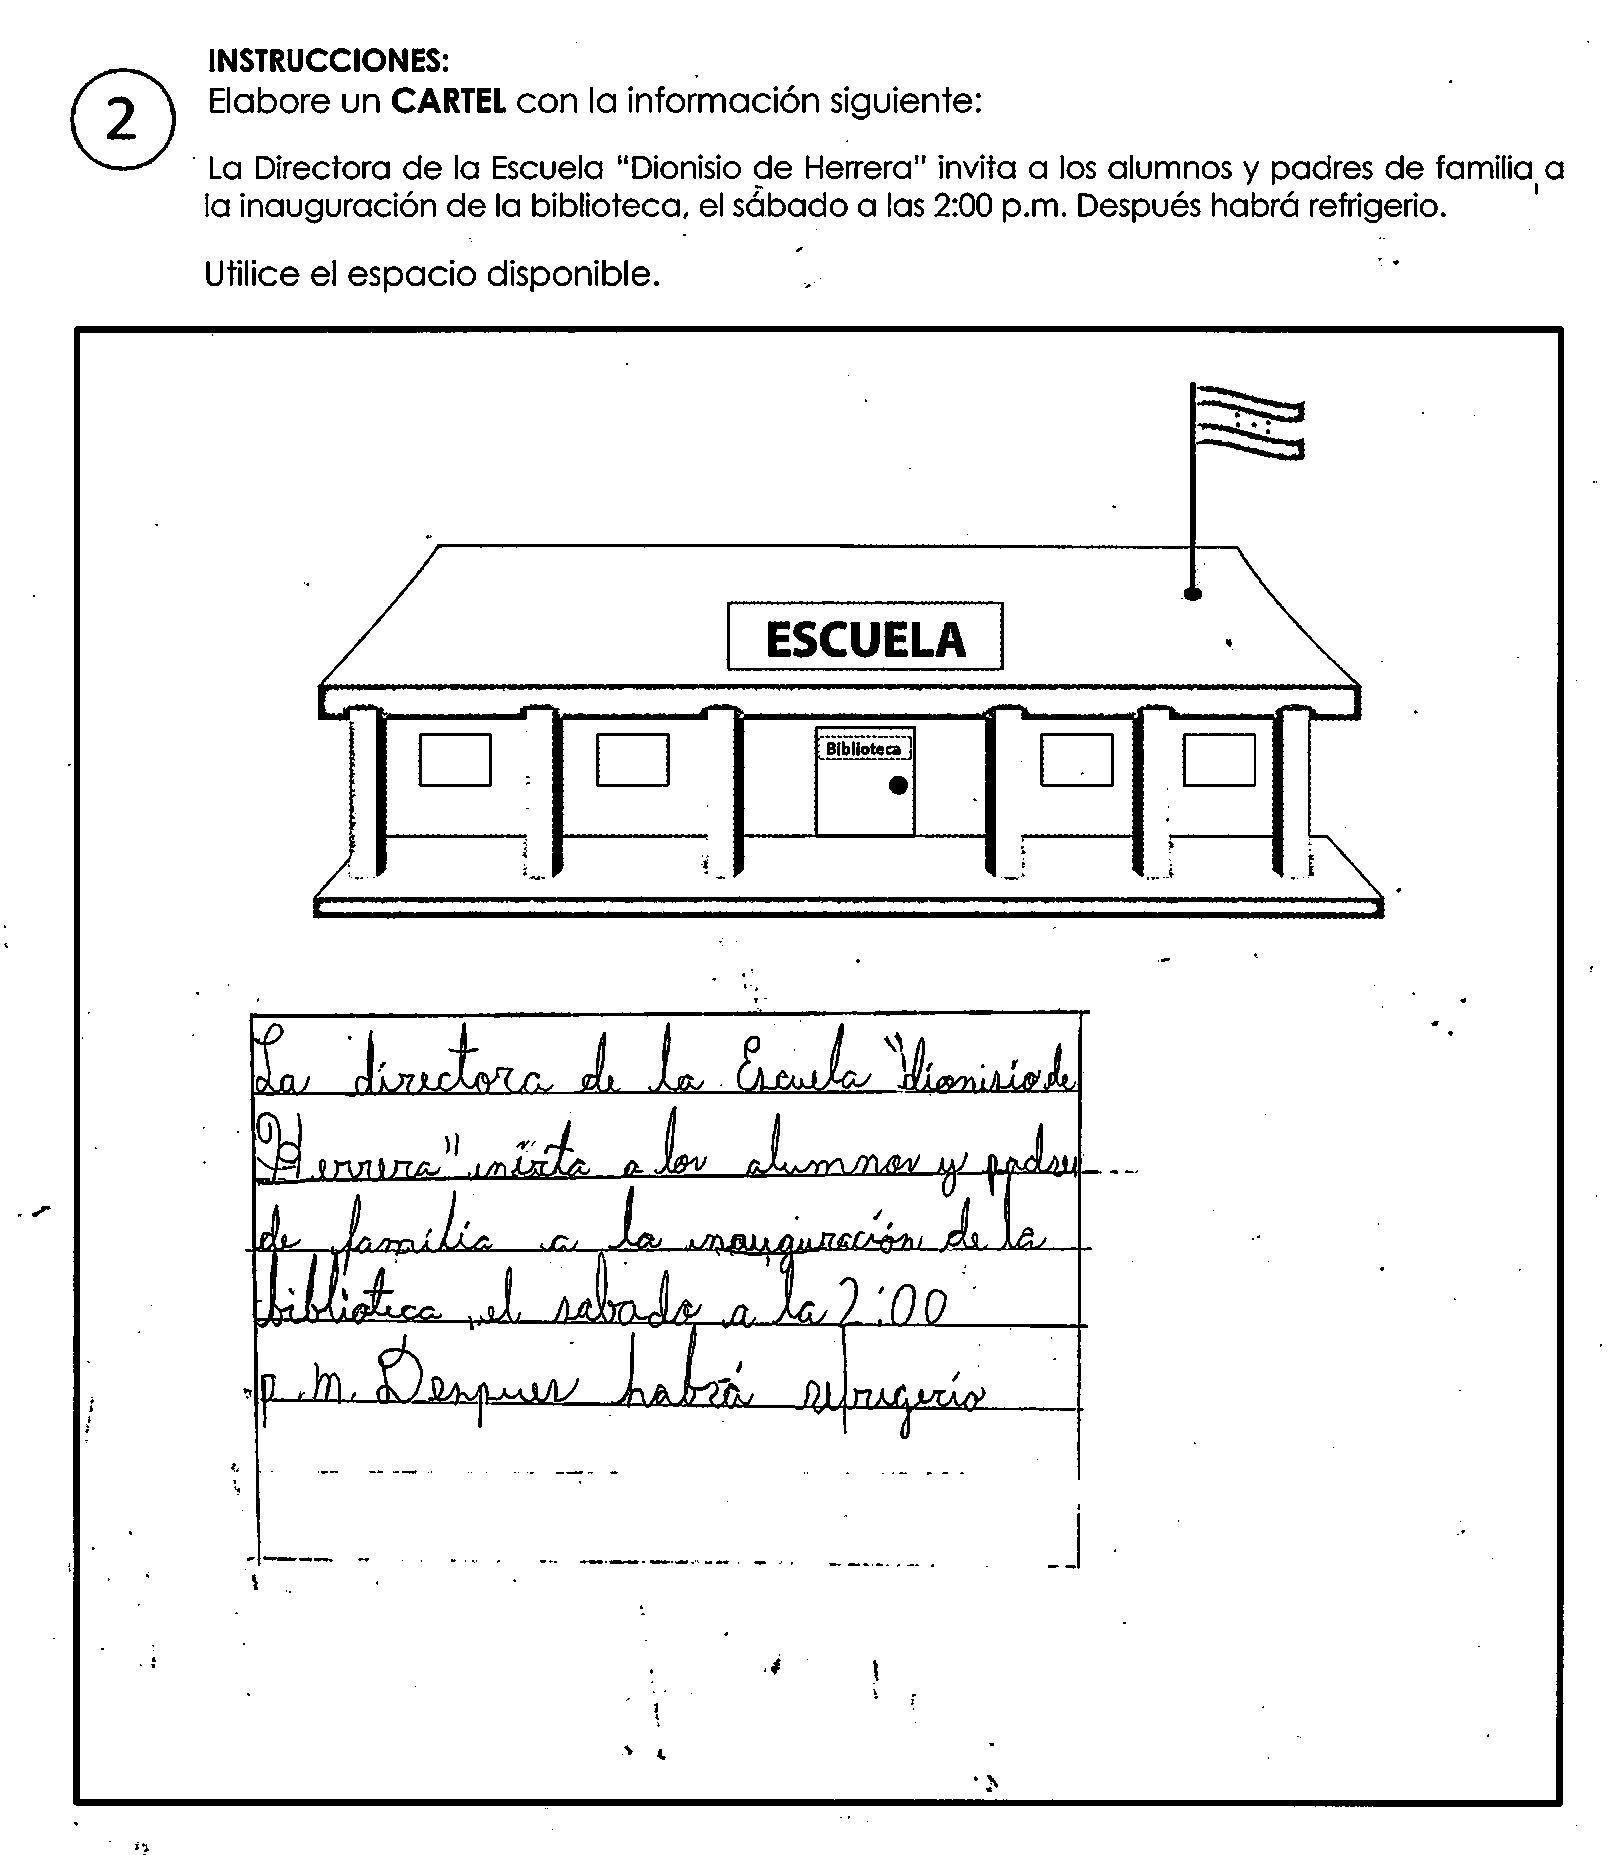 INSTRUCCIONES:
2
Elabore un CARTEL con la información siguiente:
La Directora de la Escuela "Dionisio de Herrera" invita a los alumnos y padres de familia a
la inauguración de la biblioteca, el sábado a las 2:00 p.m. Después habrá refrigerio.
Utilice el espacio disponible.
ESCUELA
Biblioteca
La directora de la Escuela "dionisio de
Herrera" invita a los alumnos y padres
de familia a la inauguración de la
biblioteca, el sabado a la 2:00
p.m. Despues habrá refrigerio